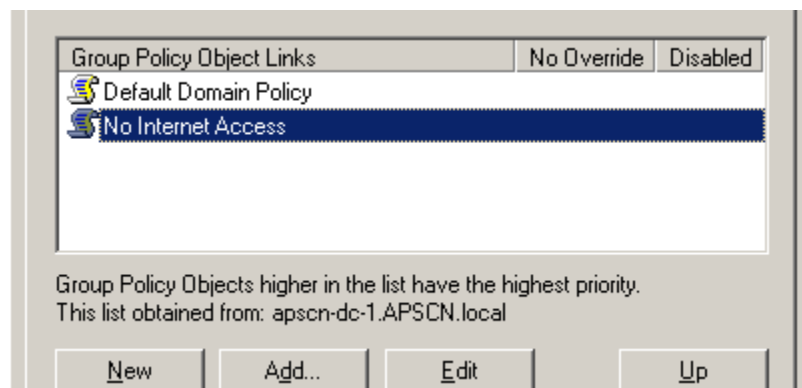 Group Policy Object Links No Override Disabled
Default Domain Policy
No Internet Access
Group Policy Objects higher in the list have the highest priority.
This list obtained from: apscn-dc-1.APSCN.local
New Add... Edit Up